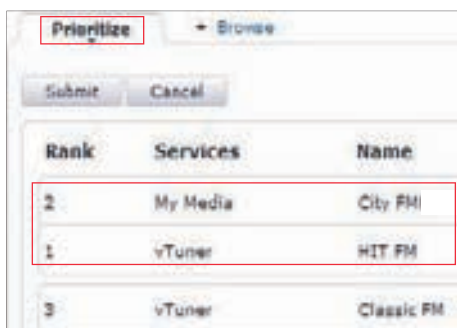 Prioritize + Browse
Submit Cancel
Rank Services Name
2 My Media City FM
1 vTuner HIT FM
3 vTuner Classic FM